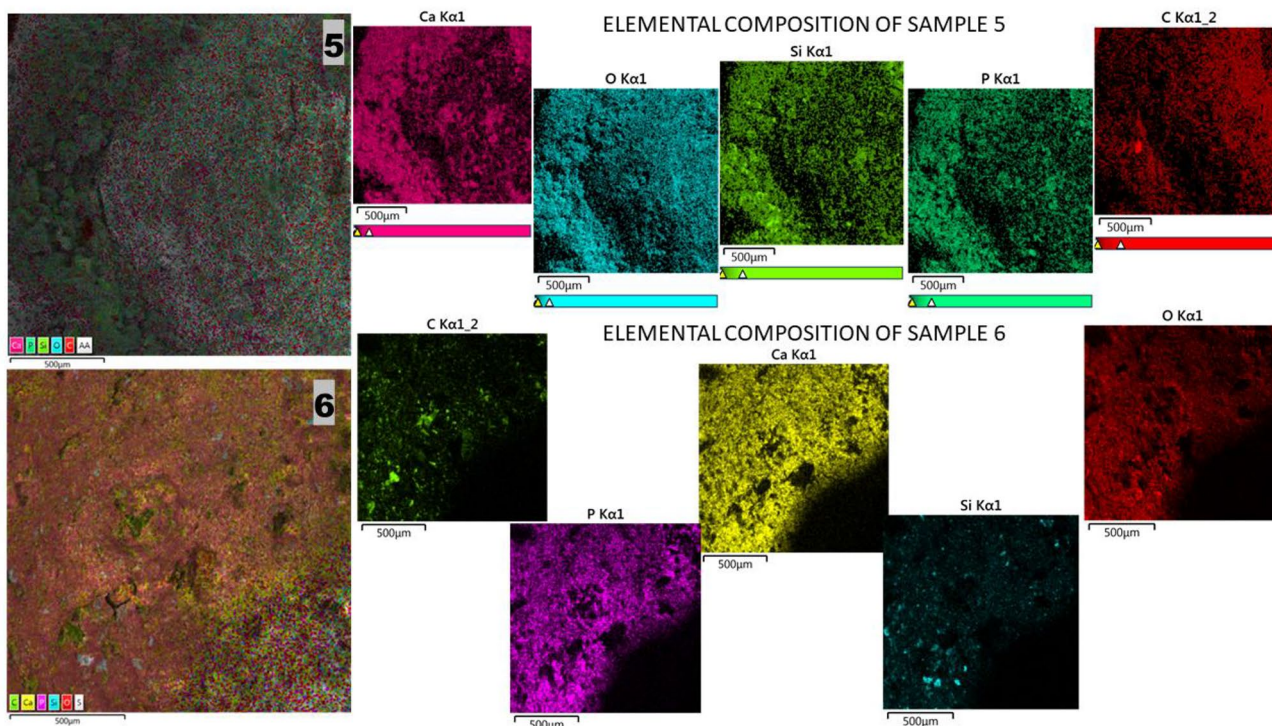 ELEMENTAL COMPOSITION OF SAMPLE 5
5
Ca Kα1
O Kα1
Si Kα1
P Kα1
C Kα1_2
500µm
500µm
500µm
500µm
500µm
Ca P Si O C AA
500µm
ELEMENTAL COMPOSITION OF SAMPLE 6
6
C Kα1_2
P Kα1
Ca Kα1
Si Kα1
O Kα1
500µm
500µm
500µm
500µm
500µm
C Ca P Si O S
500µm